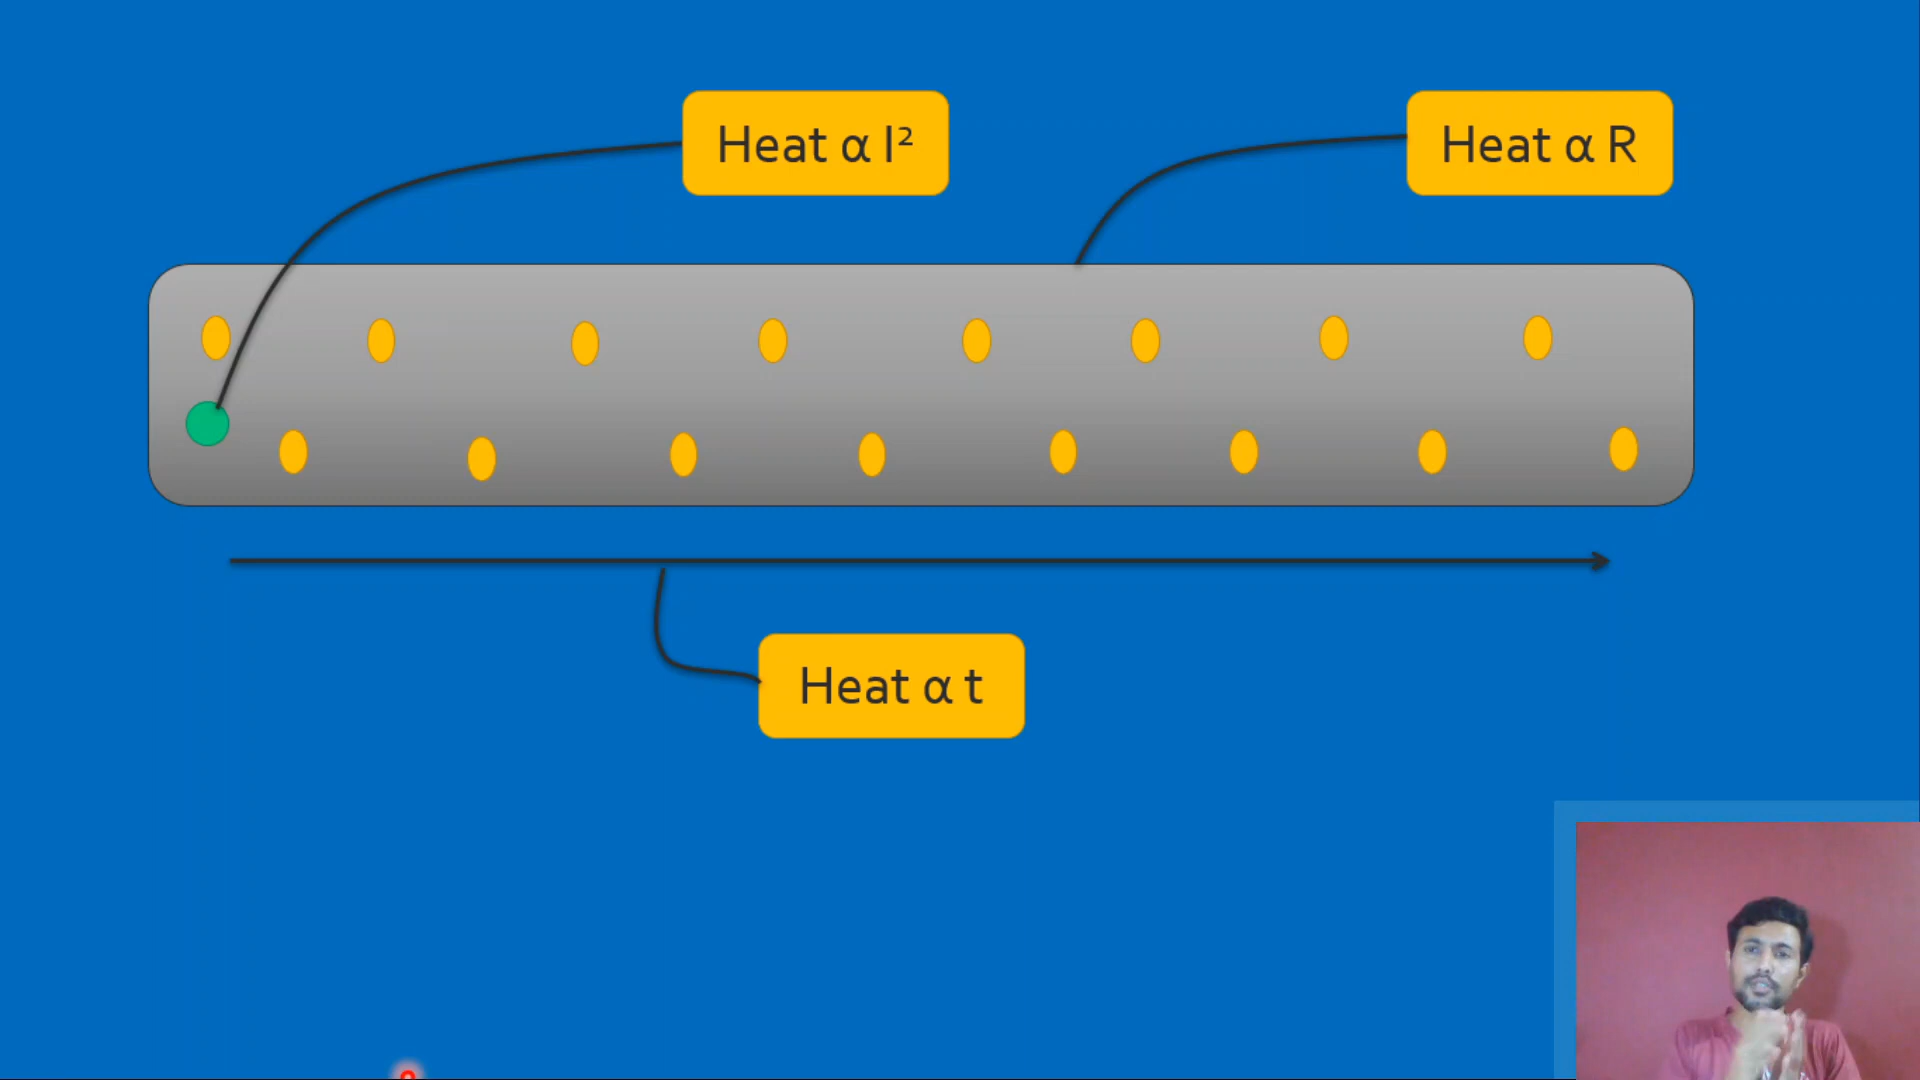 Heat α I²
Heat α R
Heat α t